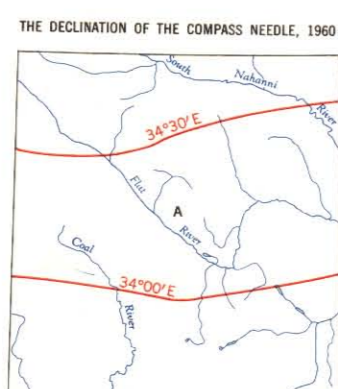 THE DECLINATION OF THE COMPASS NEEDLE, 1960
South
Nahanni
River
34°30'E
Flat
A
River
Coal
34°00'E
River